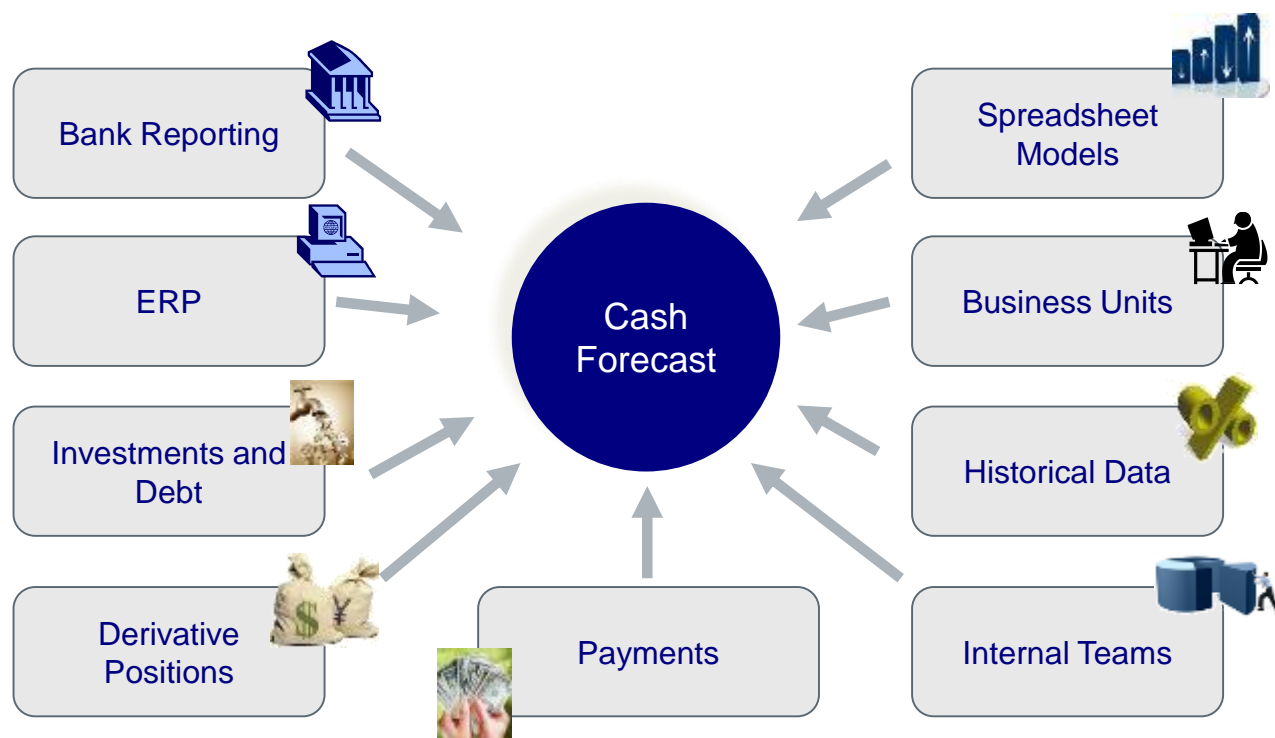 Bank Reporting
ERP
Investments and
Debt
Derivative
Positions
Cash
Forecast
Payments
Spreadsheet
Models
Business Units
Historical Data
Internal Teams
$
¥